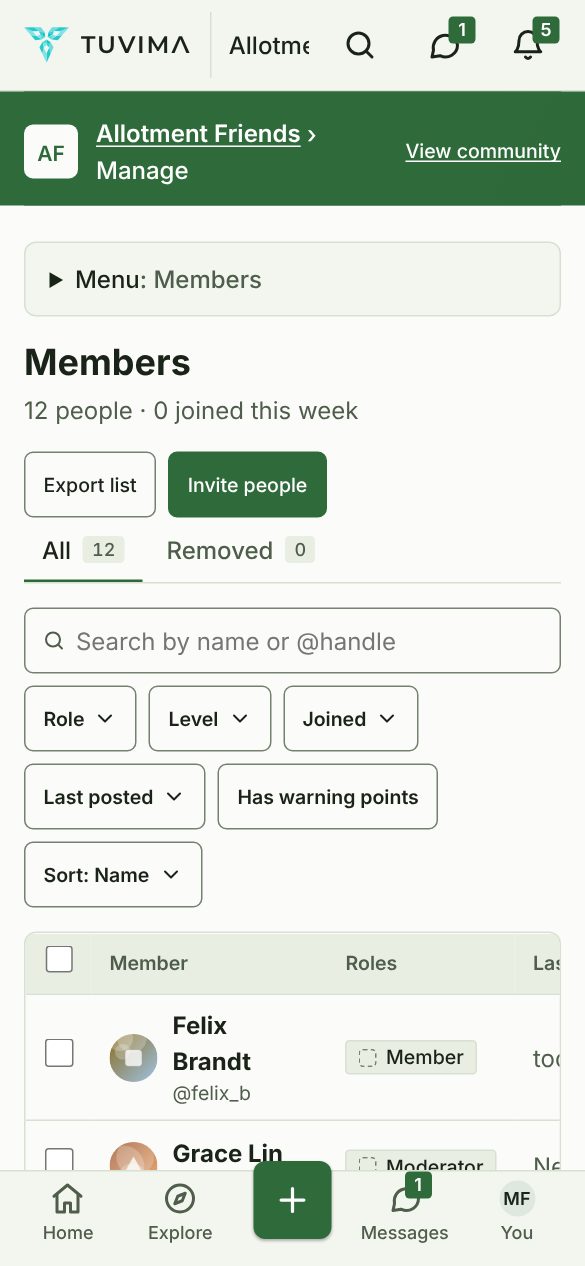 TUVIMA
Allotme
1
5
AF
Allotment Friends ›
Manage
View community
Menu: Members
Members
12 people · 0 joined this week
Export list
Invite people
All 12
Removed 0
Search by name or @handle
Role
Level
Joined
Last posted
Has warning points
Sort: Name
Member
Roles
Las
Felix
Brandt
@felix_b
Member
Grace Lin
Moderator
Ne
Home
Explore
1
Messages
MF
You